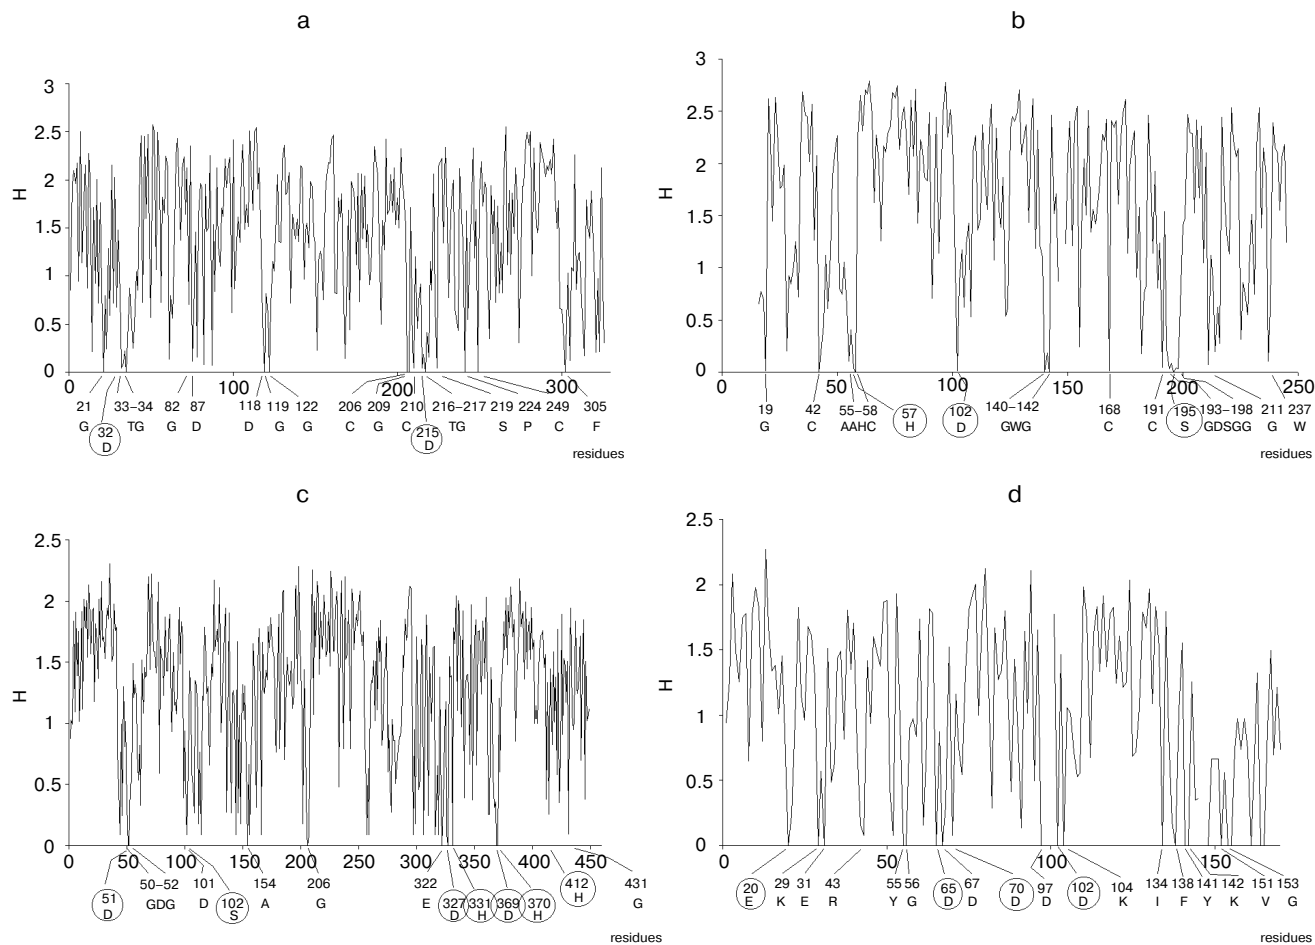 a
3
2.5
2
1.5
1
0.5
0
H
0 100 200 300
21 33–34 82 87 118 119 122 206 209 210 216–217 219 224 249 305
G 32 TG G D D G G C G C 215 TG S P C F
D D
residues
b
3
2.5
2
1.5
1
0.5
0
H
0 50 100 150 200 250
19 42 55–58 57 102 140–142 168 191 195 193–198 211 237
G C AAHC H D GWG C C S GDSGG G W
residues
c
2.5
2
1.5
1
0.5
0
H
0 50 100 150 200 250 300 350 400 450
51 50–52 101 102 154 206 322 327 331 369 370 412 431
D GDG D S A G E D H D H H G
residues
d
2.5
2
1.5
1
0.5
0
H
0 50 100 150
20 29 31 43 55 56 65 67 70 97 102 104 134 138 141 142 151 153
E K E R Y G D D D D D K I F Y K V G
residues